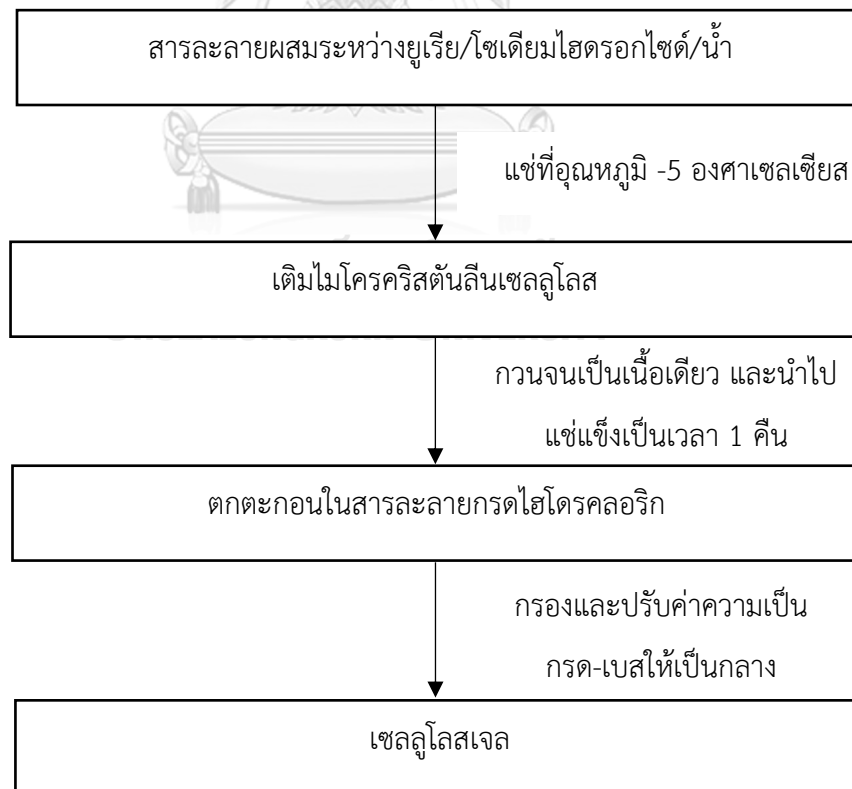 สารละลายผสมระหว่างยูเรีย/โซเดียมไฮดรอกไซด์/น้ำ
แช่ที่อุณหภูมิ -5 องศาเซลเซียส
เติมไมโครคริสตันลีนเซลลูโลส
กวนจนเป็นเนื้อเดียว และนำไป
แช่แข็งเป็นเวลา 1 คืน
ตกตะกอนในสารละลายกรดไฮโดรคลอริก
กรองและปรับค่าความเป็น
กรด-เบสให้เป็นกลาง
เซลลูโลสเจล